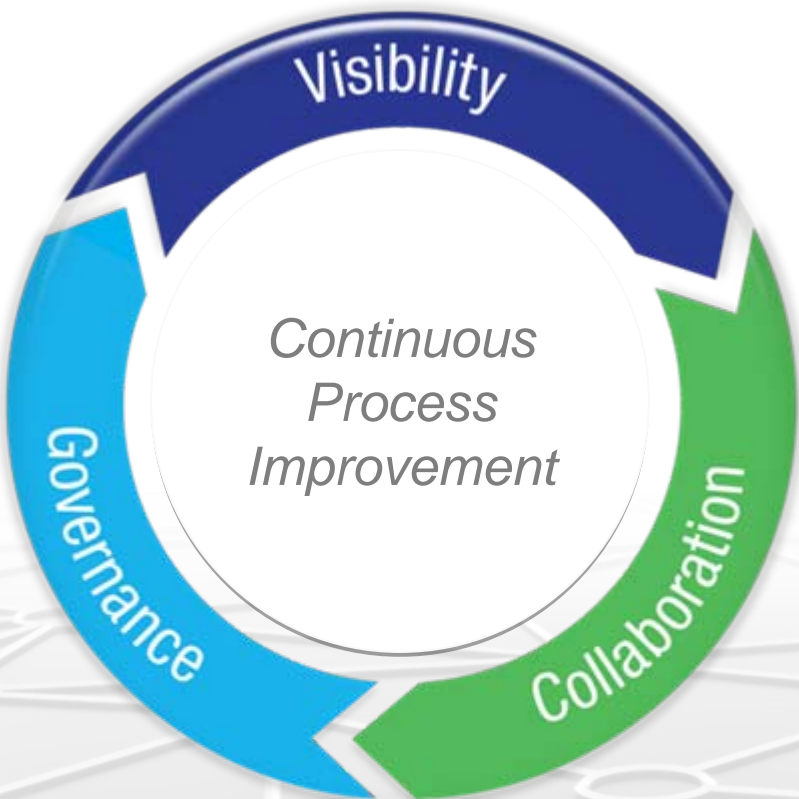 Visibility
Continuous
Process
Improvement
Governance
Collaboration